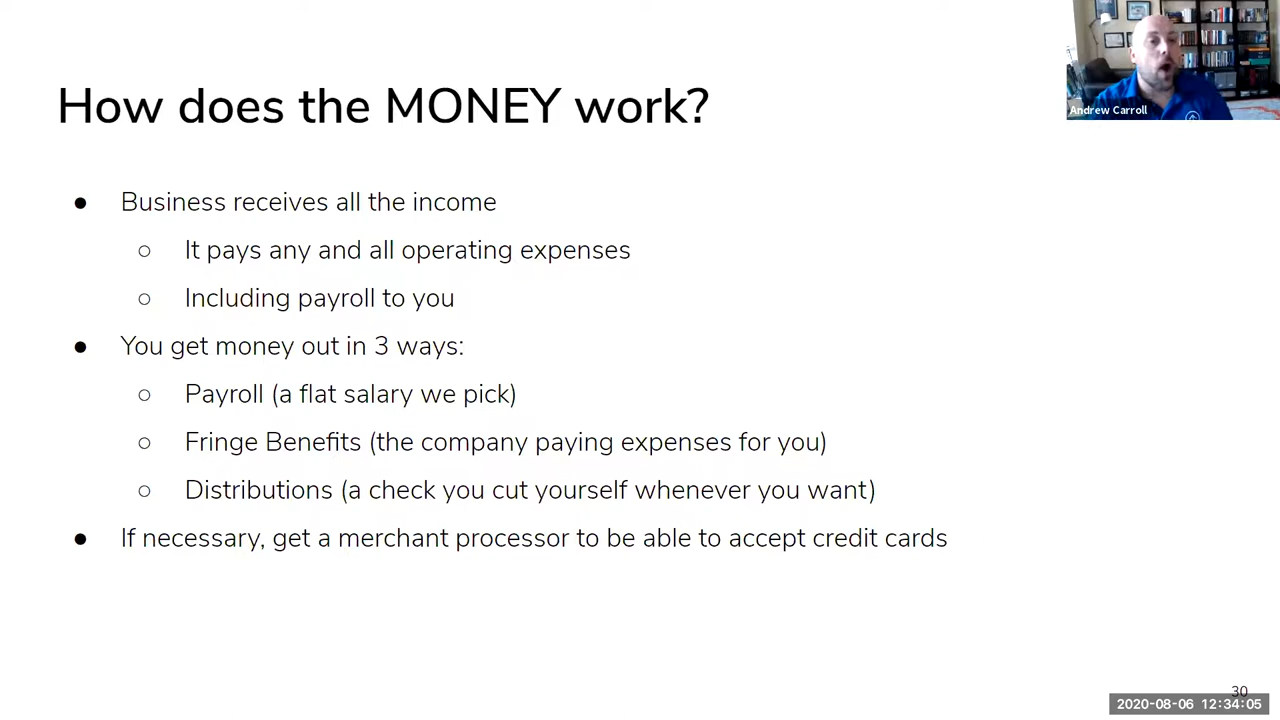 How does the MONEY work?
Andrew Carroll
● Business receives all the income
○ It pays any and all operating expenses
○ Including payroll to you
● You get money out in 3 ways:
○ Payroll (a flat salary we pick)
○ Fringe Benefits (the company paying expenses for you)
○ Distributions (a check you cut yourself whenever you want)
● If necessary, get a merchant processor to be able to accept credit cards
30
2020-08-06 12:34:05